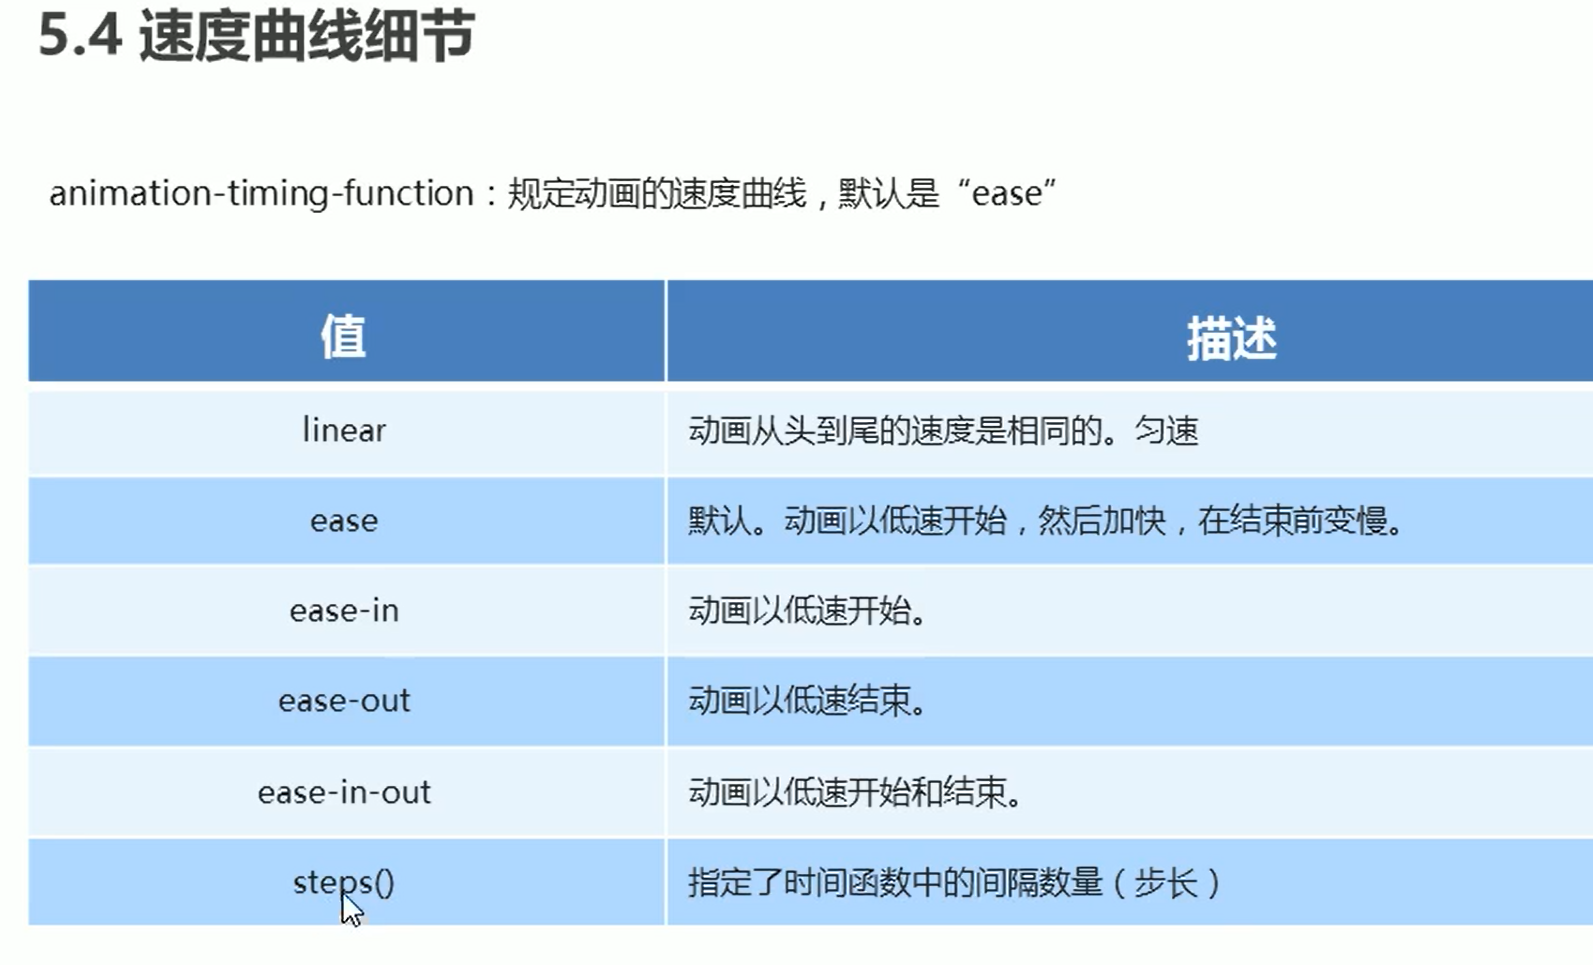 5.4 速度曲线细节
animation-timing-function：规定动画的速度曲线，默认是“ease”
值 描述
linear 动画从头到尾的速度是相同的。匀速
ease 默认。动画以低速开始，然后加快，在结束前变慢。
ease-in 动画以低速开始。
ease-out 动画以低速结束。
ease-in-out 动画以低速开始和结束。
steps() 指定了时间函数中的间隔数量（步长）